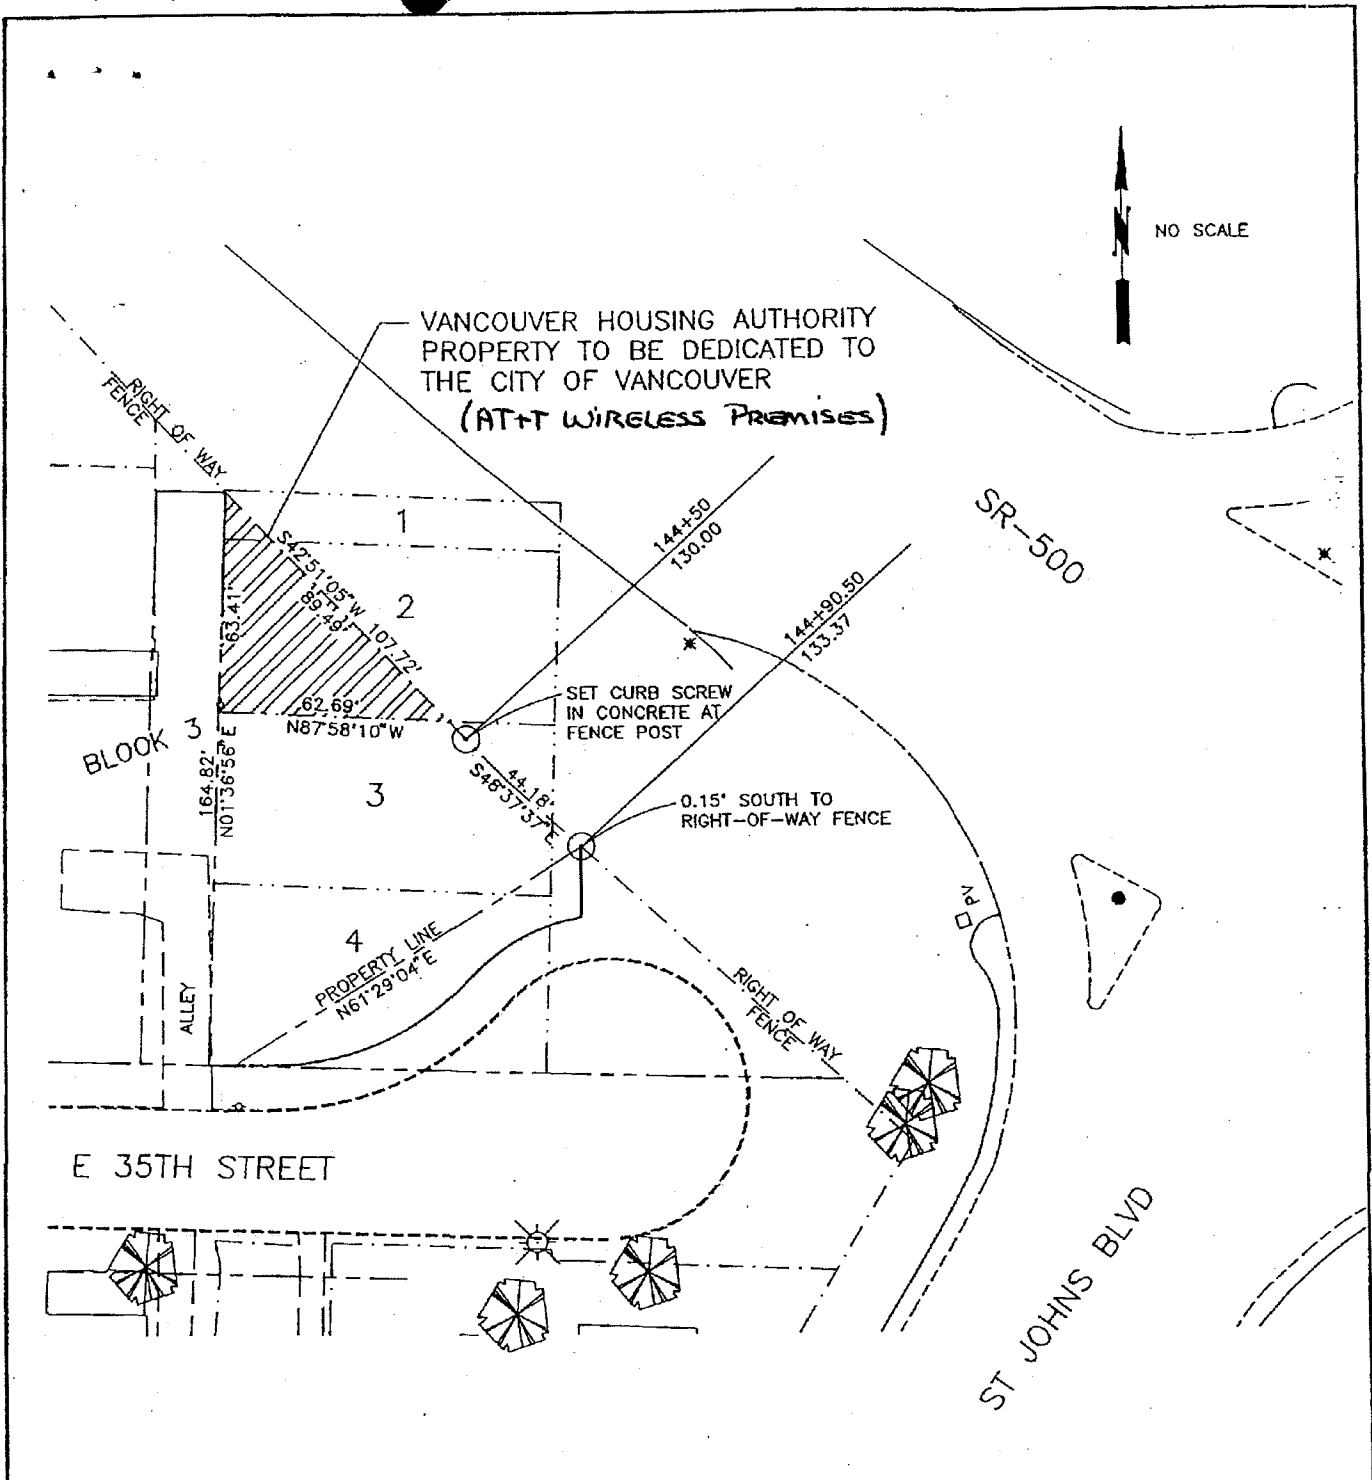 N
NO SCALE
VANCOUVER HOUSING AUTHORITY
PROPERTY TO BE DEDICATED TO
THE CITY OF VANCOUVER
(AT+T WIRELESS PREMISES)
RIGHT OF WAY
FENCE
SR-500
1
144+50
130.00
S42°51'05"W 107.72'
89.49'
2
144+90.50
133.37
63.41'
SET CURB SCREW
IN CONCRETE AT
FENCE POST
62.69'
N87°58'10"W
BLOOK 3
164.82'
N01°36'56"E
3
44.18'
S48°37'37"E
0.15' SOUTH TO
RIGHT-OF-WAY FENCE
PV
4
PROPERTY LINE
N61°29'04"E
ALLEY
RIGHT OF WAY
FENCE
E 35TH STREET
ST JOHNS BLVD